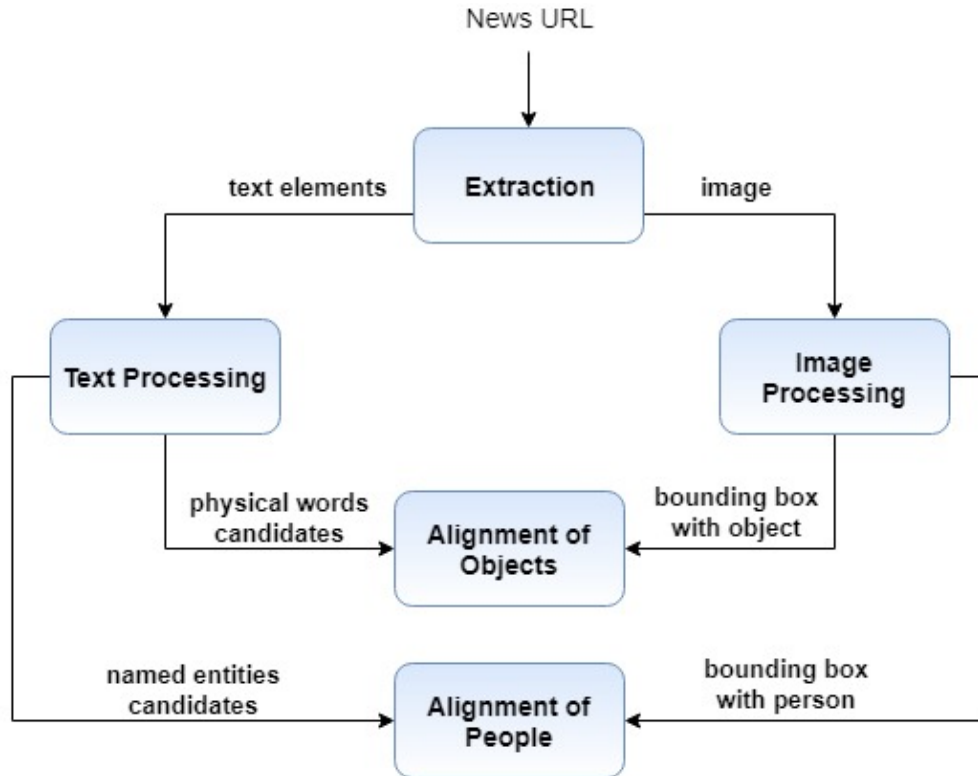 News URL
Extraction
text elements
image
Text Processing
Image
Processing
physical words
candidates
Alignment of
Objects
bounding box
with object
named entities
candidates
Alignment of
People
bounding box
with person